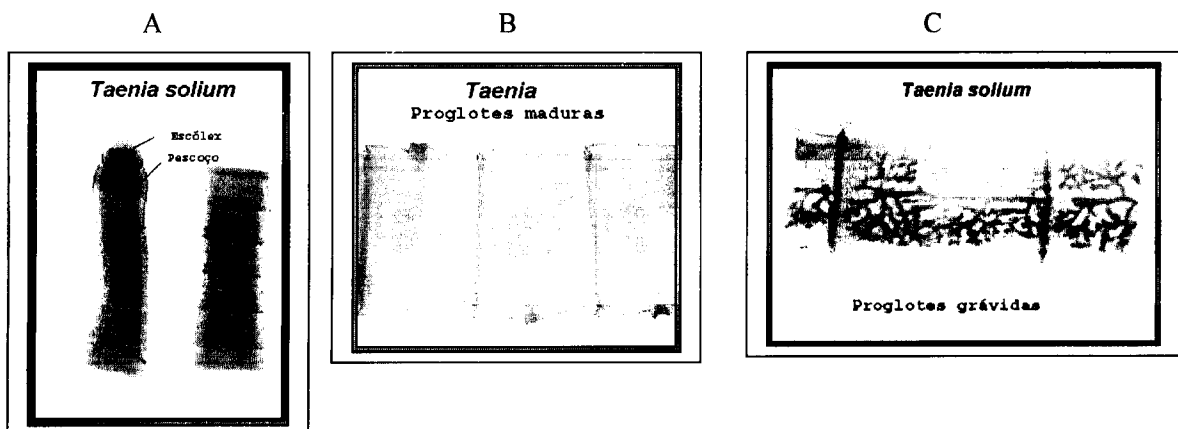 A
B
C
Taenia solium
Escólex
Pescoço
Taenia
Proglotes maduras
Taenia solium
Proglotes grávidas